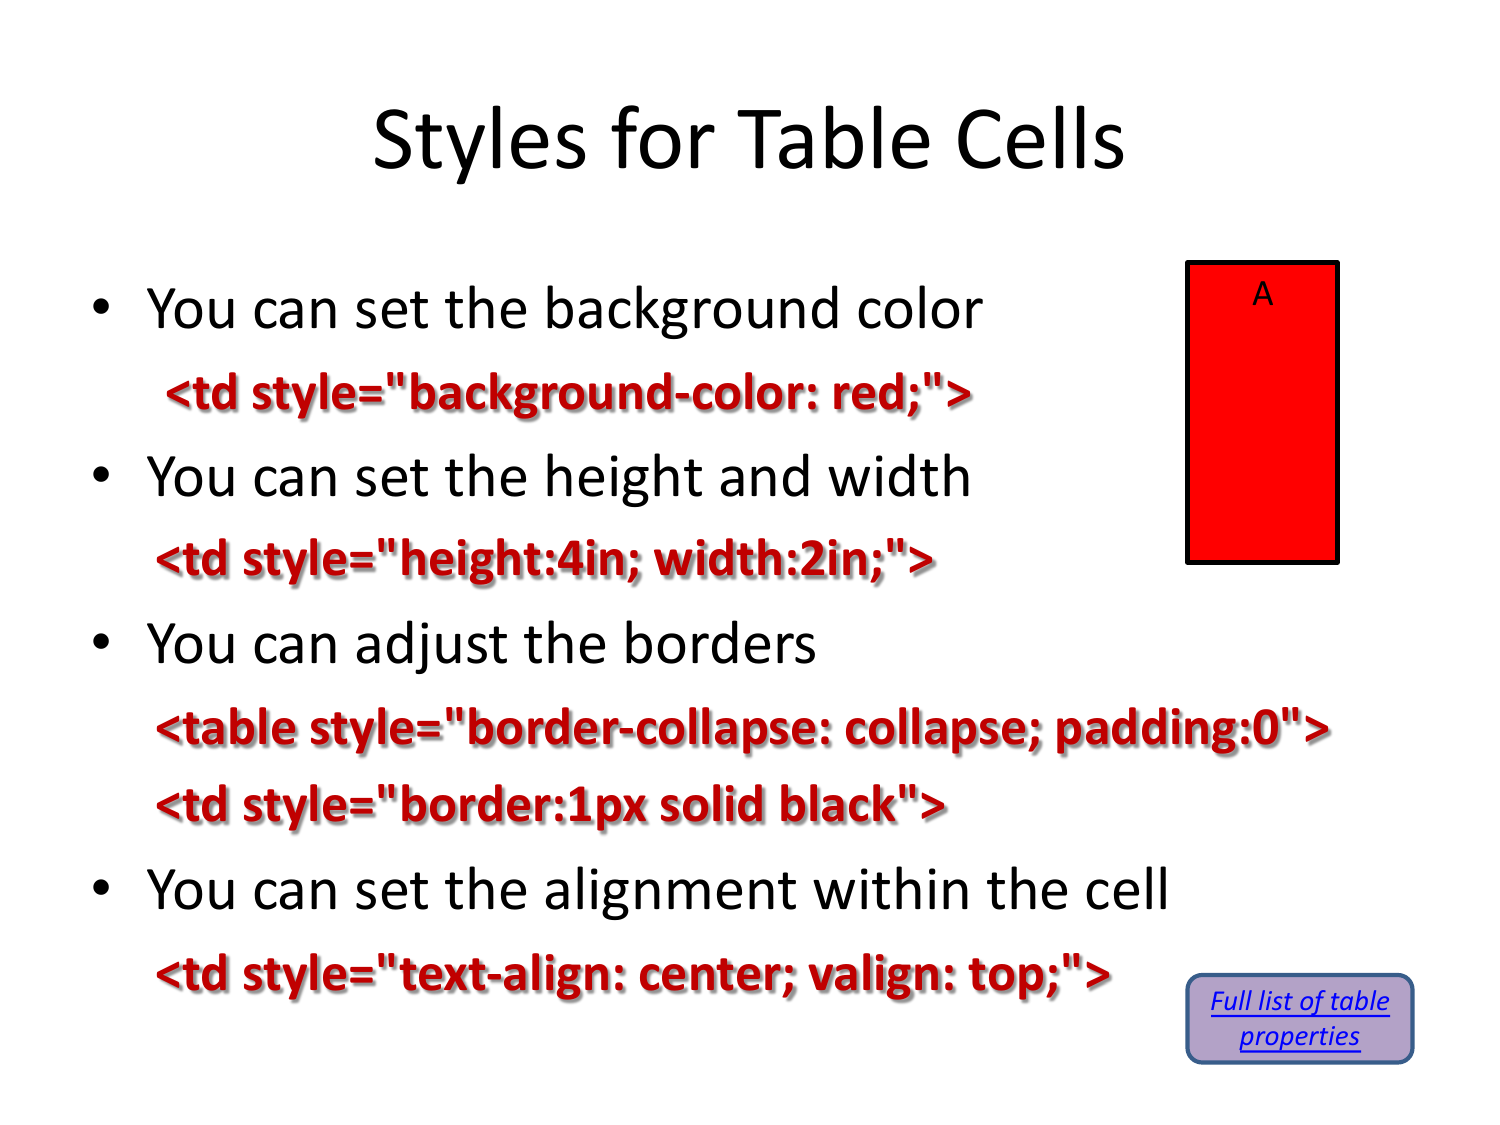 Styles for Table Cells
• You can set the background color
<td style="background-color: red;">
• You can set the height and width
<td style="height:4in; width:2in;">
• You can adjust the borders
<table style="border-collapse: collapse; padding:0">
<td style="border:1px solid black">
• You can set the alignment within the cell
<td style="text-align: center; valign: top;">
A
Full list of table
properties